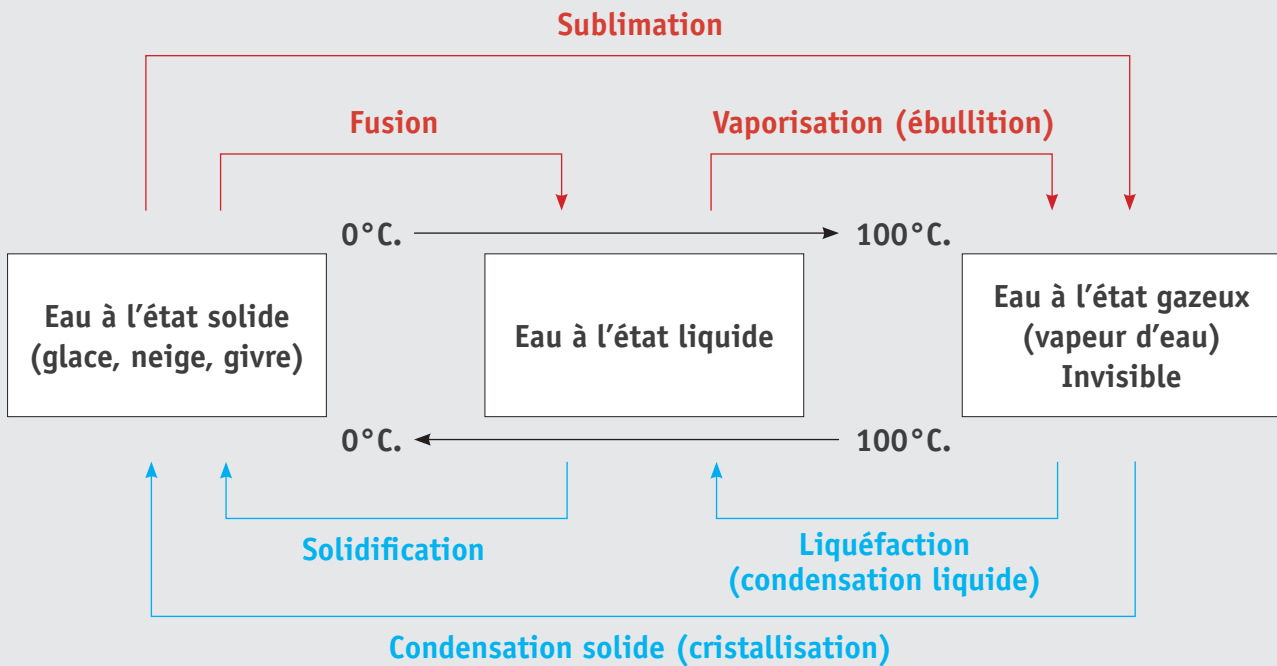 Sublimation
Fusion
Vaporisation (ébullition)
0°C.
100°C.
Eau à l’état solide
(glace, neige, givre)
Eau à l’état liquide
Eau à l’état gazeux
(vapeur d’eau)
Invisible
0°C.
100°C.
Solidification
Liquéfaction
(condensation liquide)
Condensation solide (cristallisation)